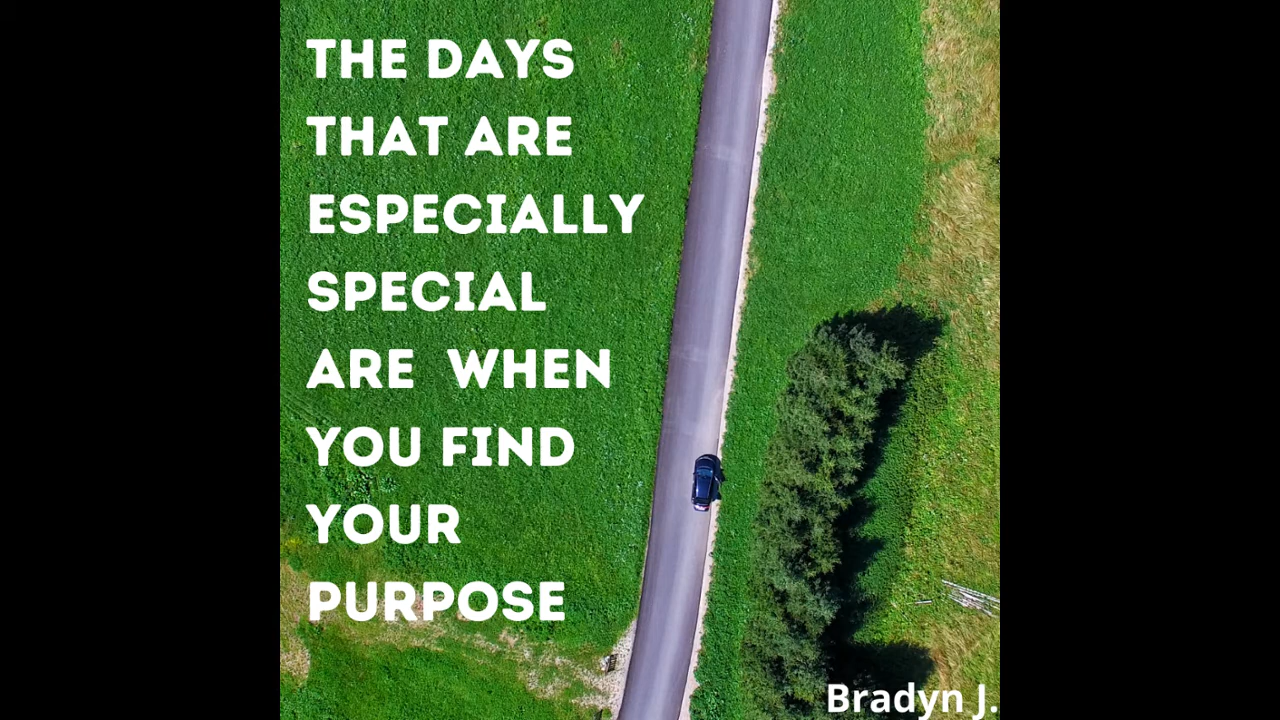 THE DAYS
THAT ARE
ESPECIALLY
SPECIAL
ARE  WHEN
YOU FIND
YOUR
PURPOSE
Bradyn J.